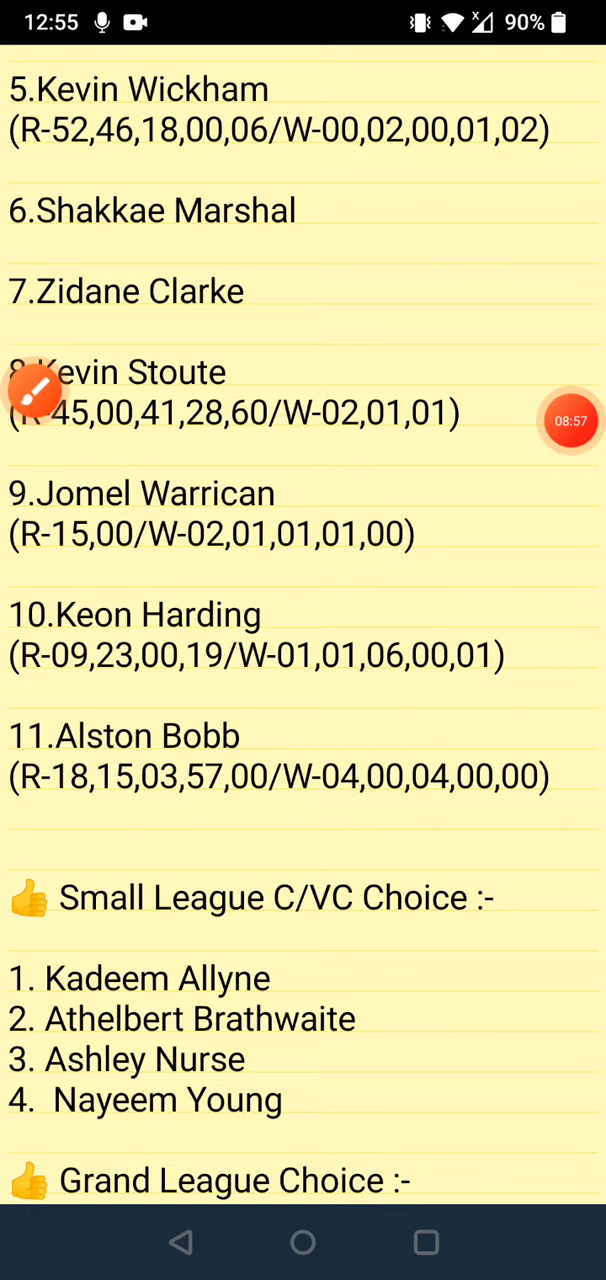 12:55
90%
5.Kevin Wickham
(R-52,46,18,00,06/W-00,02,00,01,02)
6.Shakkae Marshal
7.Zidane Clarke
8.Kevin Stoute
(R-45,00,41,28,60/W-02,01,01)
08:57
9.Jomel Warrican
(R-15,00/W-02,01,01,01,00)
10.Keon Harding
(R-09,23,00,19/W-01,01,06,00,01)
11.Alston Bobb
(R-18,15,03,57,00/W-04,00,04,00,00)
👍 Small League C/VC Choice :-
1. Kadeem Allyne
2. Athelbert Brathwaite
3. Ashley Nurse
4.  Nayeem Young
👍 Grand League Choice :-